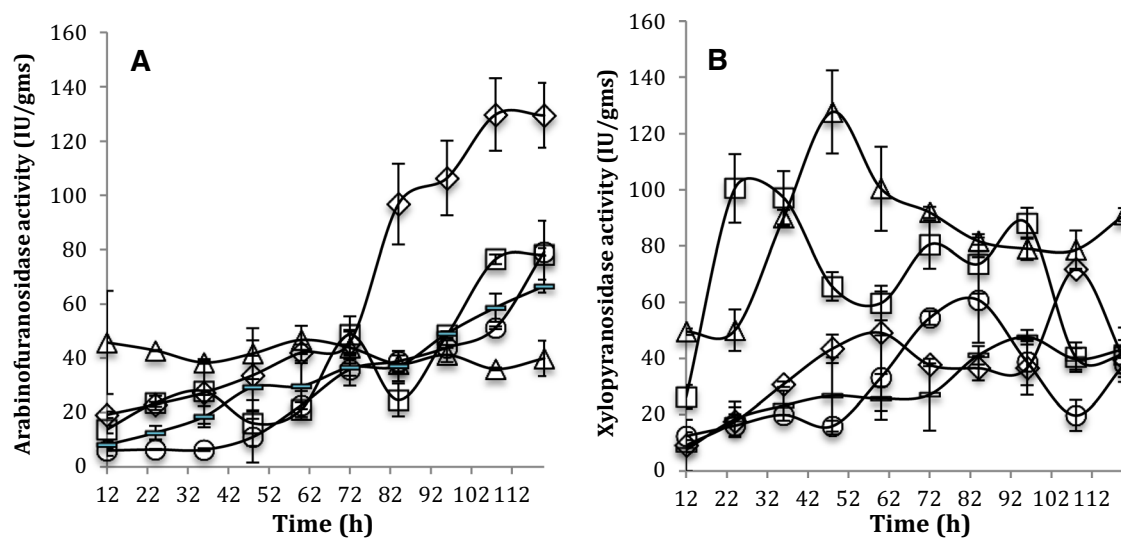 A
Arabinofuranosidase activity (IU/gms)
160
140
120
100
80
60
40
20
0
12 22 32 42 52 62 72 82 92 102 112
Time (h)
B
Xylopyranosidase activity (IU/gms)
160
140
120
100
80
60
40
20
0
12 22 32 42 52 62 72 82 92 102 112
Time (h)